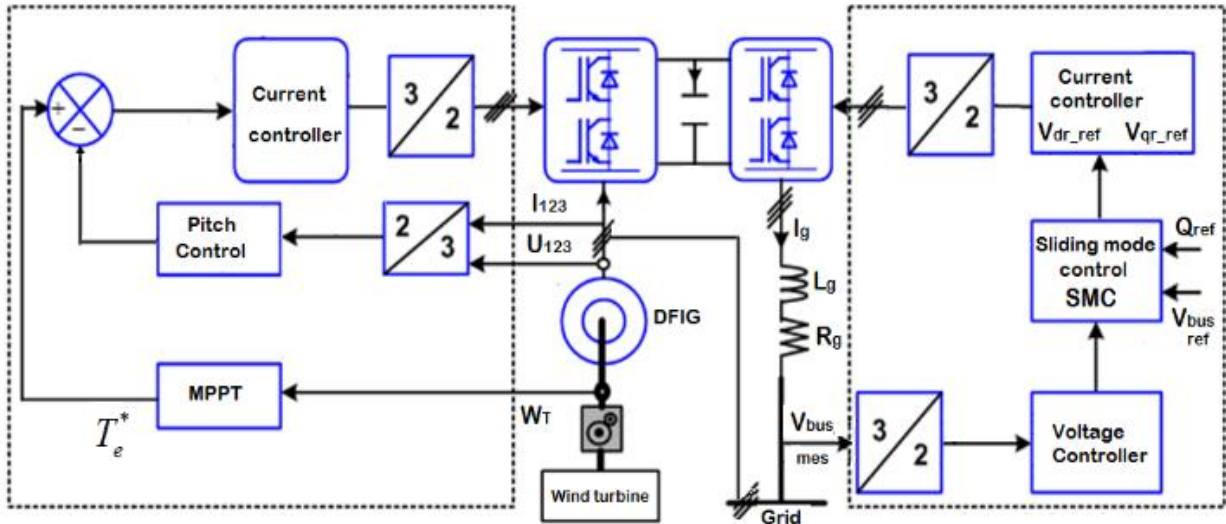 +
−
Current
controller
3
2
Current
controller
Vdr_ref Vqr_ref
3
2
I123
U123
Pitch
Control
2
3
DFIG
Ig
Lg
Rg
Sliding mode
control
SMC
Qref
Vbus
ref
MPPT
T*e
WT
Vbus
mes
3
2
Voltage
Controller
Wind turbine
Grid